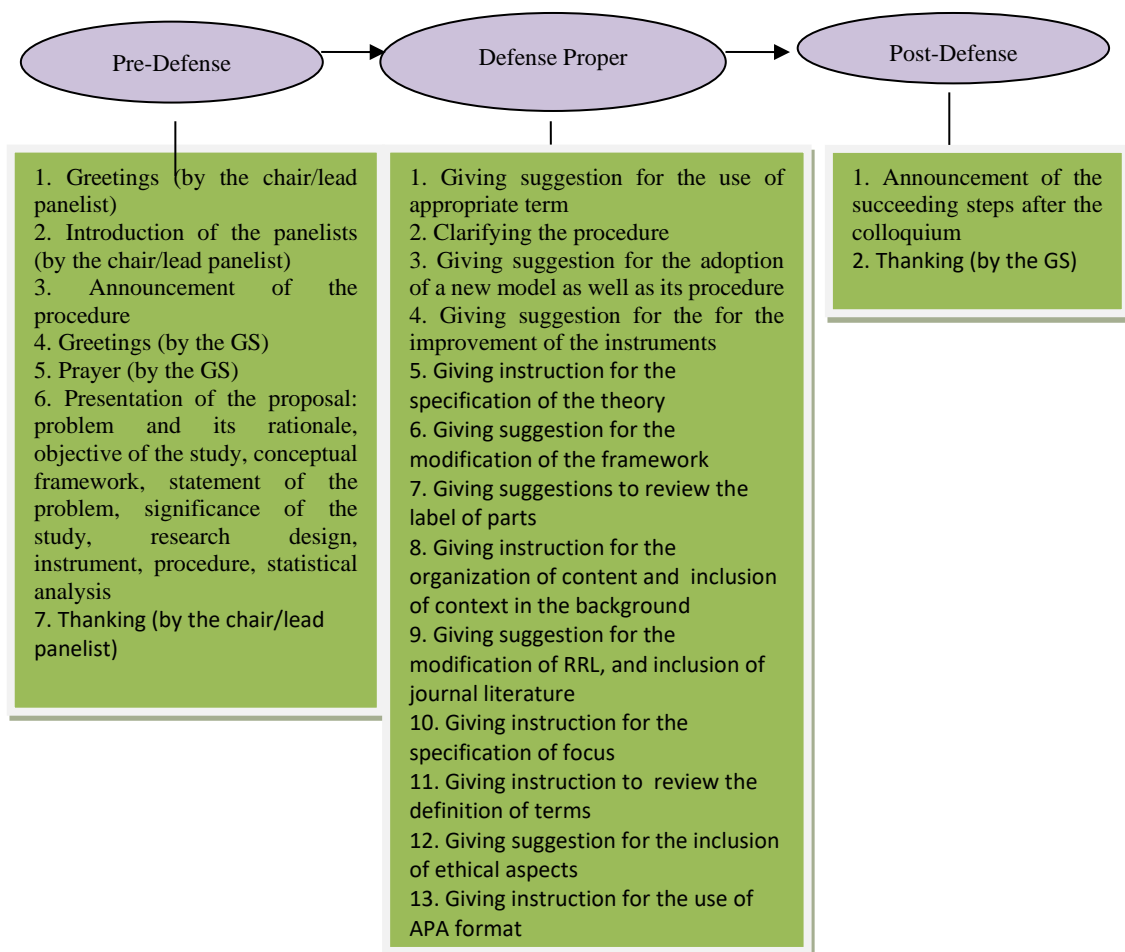 Pre-Defense
Defense Proper
Post-Defense
1. Greetings (by the chair/lead
panelist)
2. Introduction of the panelists
(by the chair/lead panelist)
3. Announcement of the
procedure
4. Greetings (by the GS)
5. Prayer (by the GS)
6. Presentation of the proposal:
problem and its rationale,
objective of the study, conceptual
framework, statement of the
problem, significance of the
study, research design,
instrument, procedure, statistical
analysis
7. Thanking (by the chair/lead
panelist)
1. Giving suggestion for the use of
appropriate term
2. Clarifying the procedure
3. Giving suggestion for the adoption
of a new model as well as its procedure
4. Giving suggestion for the for the
improvement of the instruments
5. Giving instruction for the
specification of the theory
6. Giving suggestion for the
modification of the framework
7. Giving suggestions to review the
label of parts
8. Giving instruction for the
organization of content and inclusion
of context in the background
9. Giving suggestion for the
modification of RRL, and inclusion of
journal literature
10. Giving instruction for the
specification of focus
11. Giving instruction to review the
definition of terms
12. Giving suggestion for the inclusion
of ethical aspects
13. Giving instruction for the use of
APA format
1. Announcement of the
succeeding steps after the
colloquium
2. Thanking (by the GS)